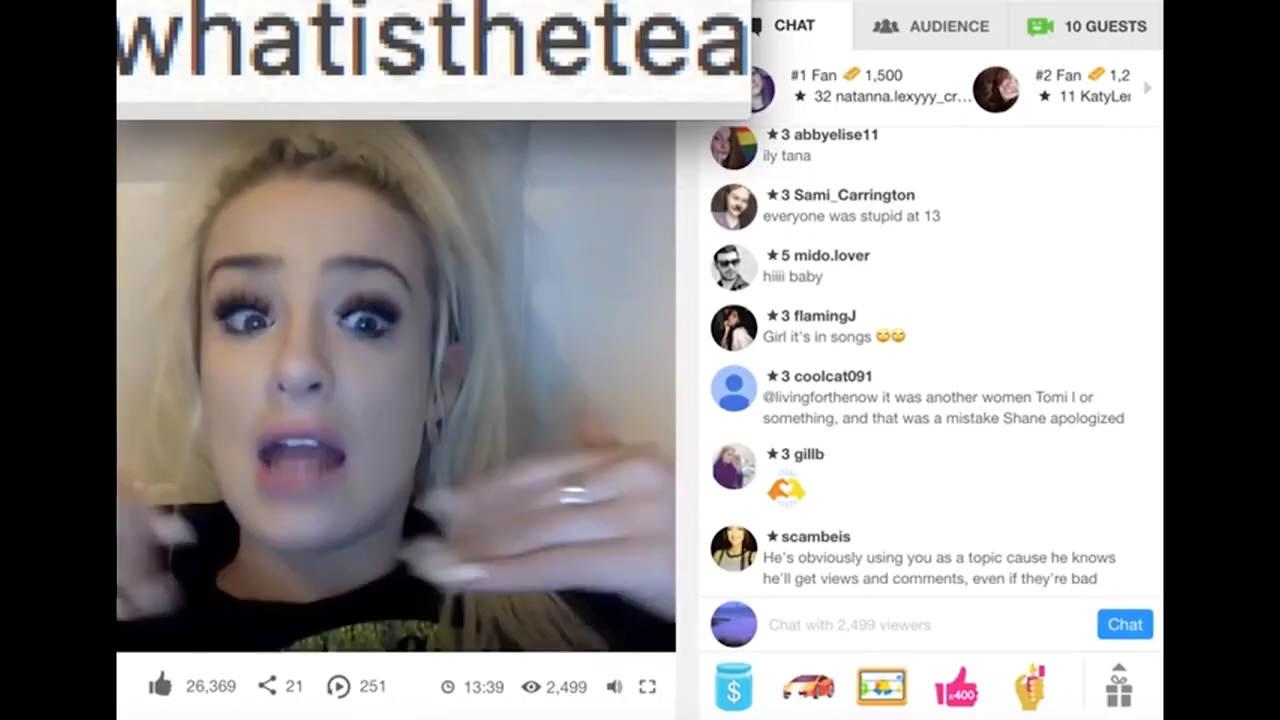 whatisthetea
CHAT
AUDIENCE
10 GUESTS
#1 Fan 1,500
★ 32 natanna.lexyyy_cr...
#2 Fan 1,2
★ 11 KatyLe
★3 abbyelise11
ily tana
★3 Sami_Carrington
everyone was stupid at 13
★5 mido.lover
hiiii baby
★3 flamingJ
Girl it's in songs 🙄🙄
★3 coolcat091
@livingforthenow it was another women Tomi l or
something, and that was a mistake Shane apologized
★3 gillb
★scambeis
He's obviously using you as a topic cause he knows
he'll get views and comments, even if they're bad
Chat with 2,499 viewers
Chat
26,369
21
251
13:39
2,499
$
x400